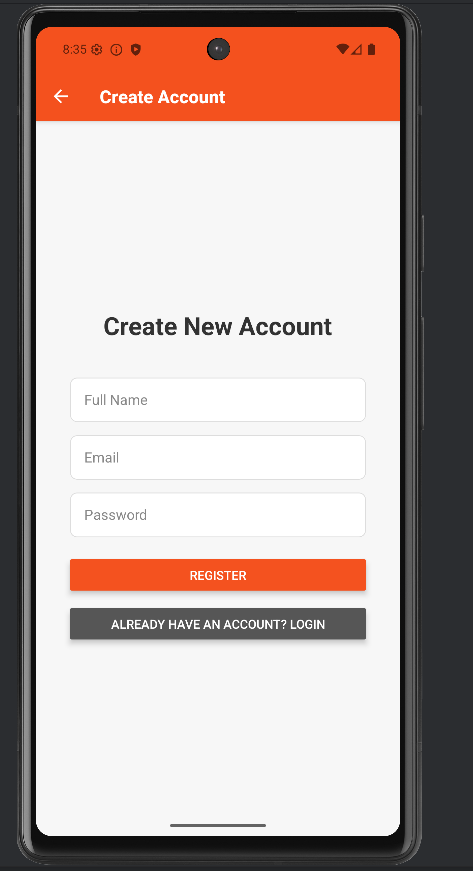 8:35
Create Account
Create New Account
Full Name
Email
Password
REGISTER
ALREADY HAVE AN ACCOUNT? LOGIN